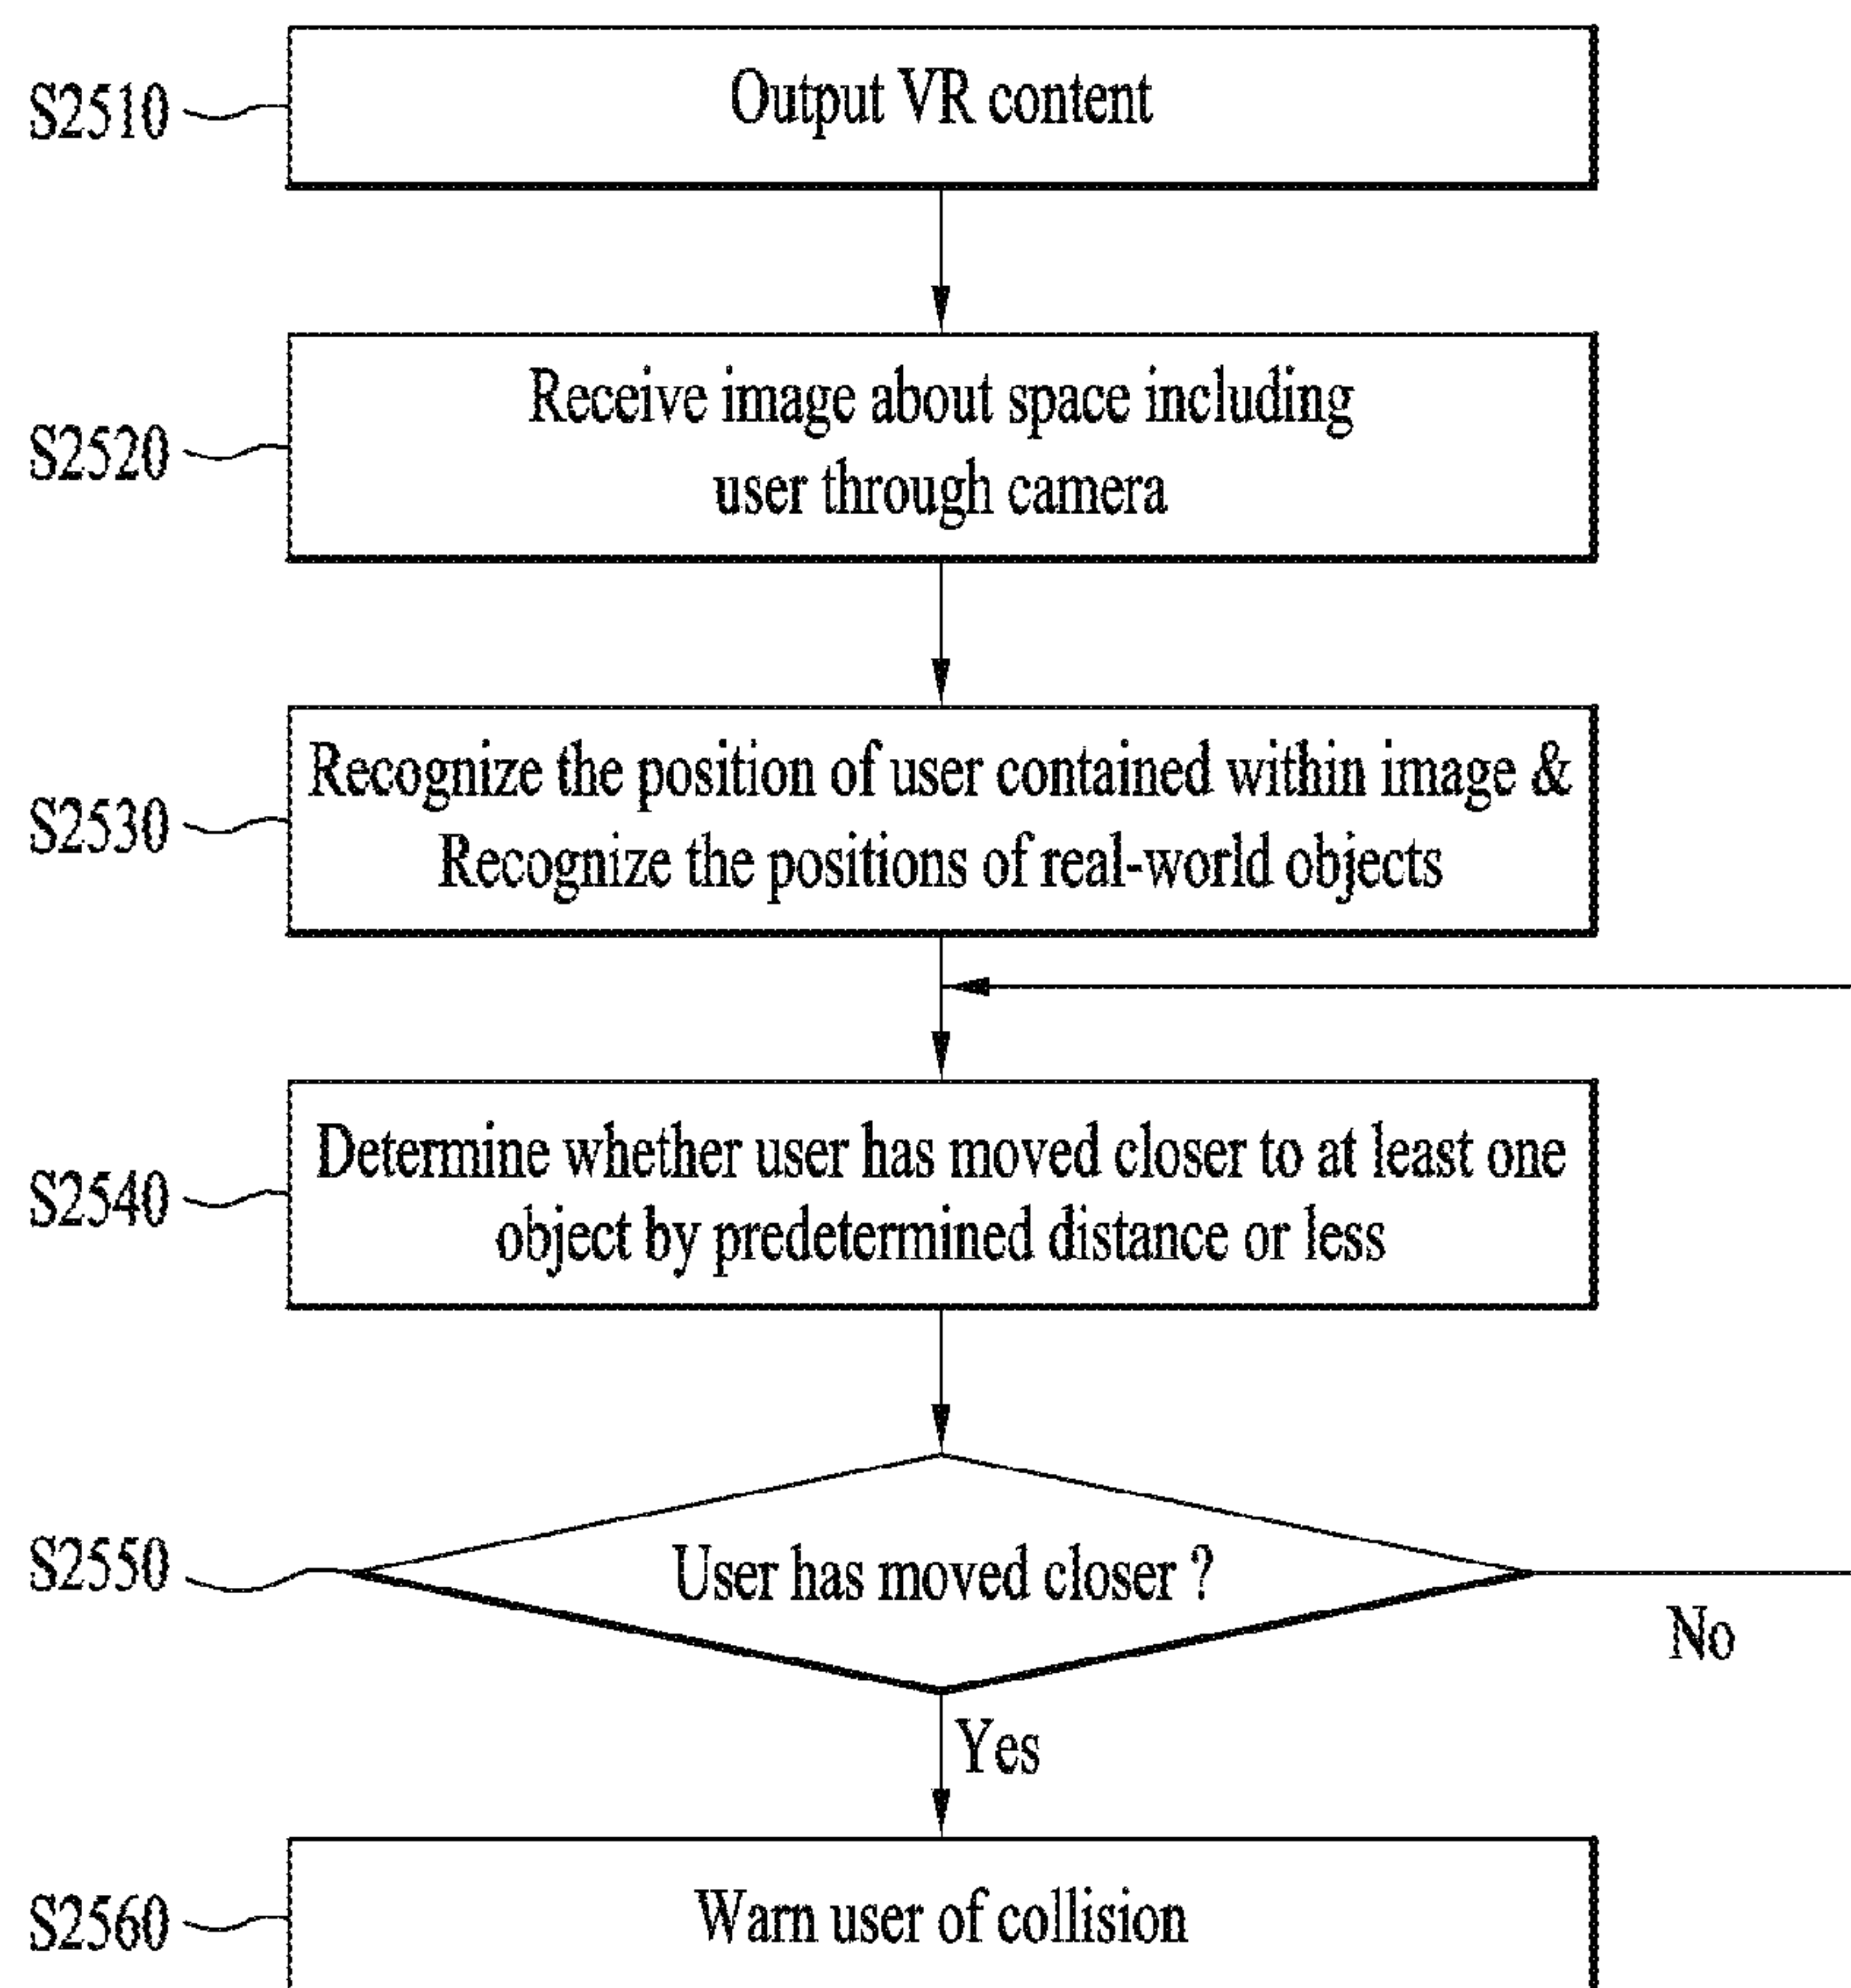 S2510
Output VR content
S2520
Receive image about space including
user through camera
S2530
Recognize the position of user contained within image &
Recognize the positions of real-world objects
S2540
Determine whether user has moved closer to at least one
object by predetermined distance or less
S2550
User has moved closer ?
No
Yes
S2560
Warn user of collision